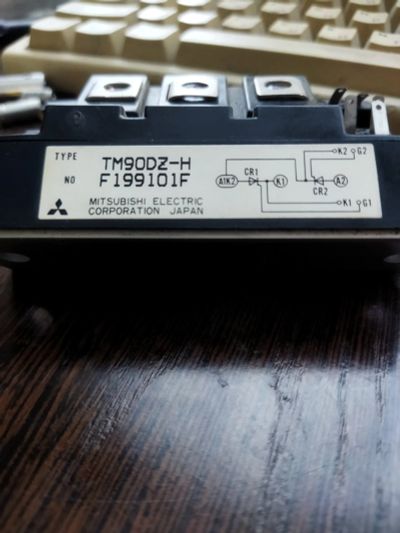 TYPE TM90DZ-H
NO F199101F
MITSUBISHI ELECTRIC
CORPORATION JAPAN
K2 G2
CR1
A1K2 K1 A2
CR2
K1 G1